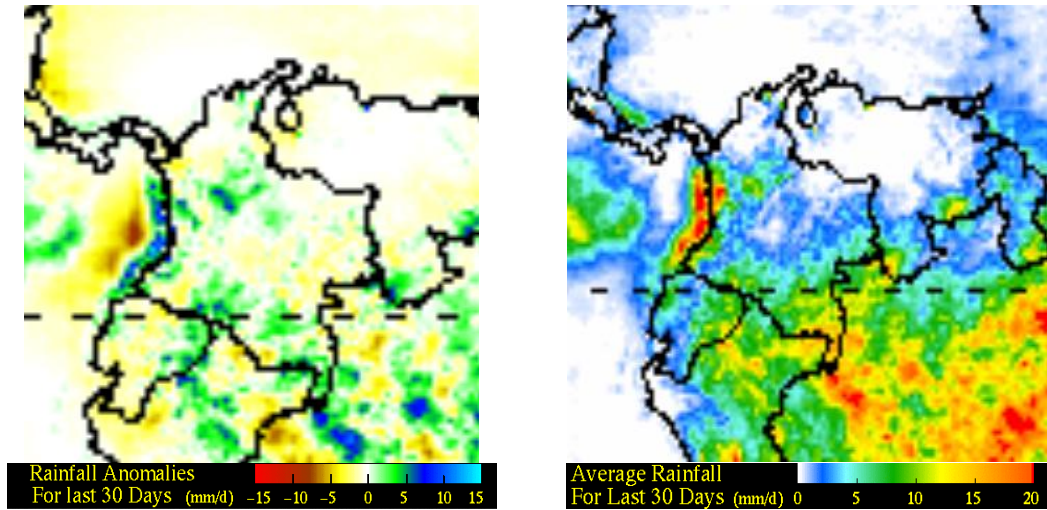 Rainfall Anomalies
For last 30 Days (mm/d) −15 −10 −5 0 5 10 15
Average Rainfall
For Last 30 Days (mm/d) 0 5 10 15 20